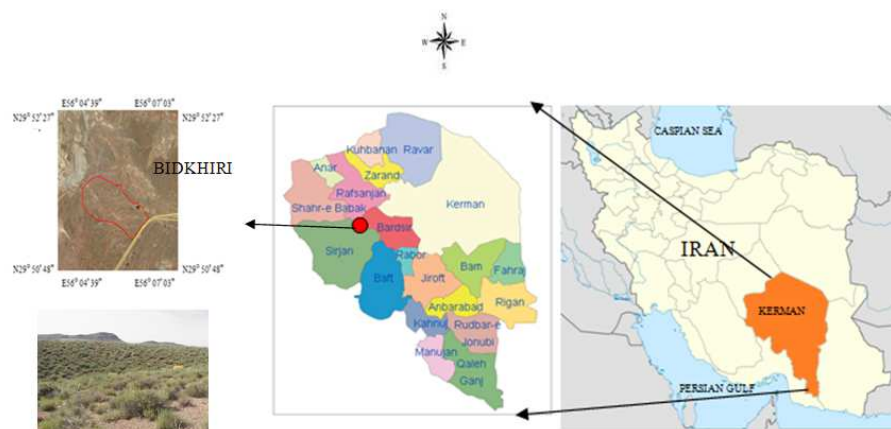 N
W E
S
E56° 04' 39" E56° 07' 03"
N29° 52' 27" N29° 52' 27"
BIDKHIRI
N29° 50' 48" N29° 50' 48"
E56° 04' 39" E56° 07' 03"
Ravar
Kuhbanan
Anar
Zarand
Rafsanjan
Shahr-e Babak
Kerman
Bardsir
Sirjan
Rabor
Bam
Baft
Jiroft
Fahraj
Anbarabad
Rigan
Kahnuj
Rudbar-e
Jonubi
Manujan
Qaleh
Ganj
CASPIAN SEA
IRAN
KERMAN
PERSIAN GULF